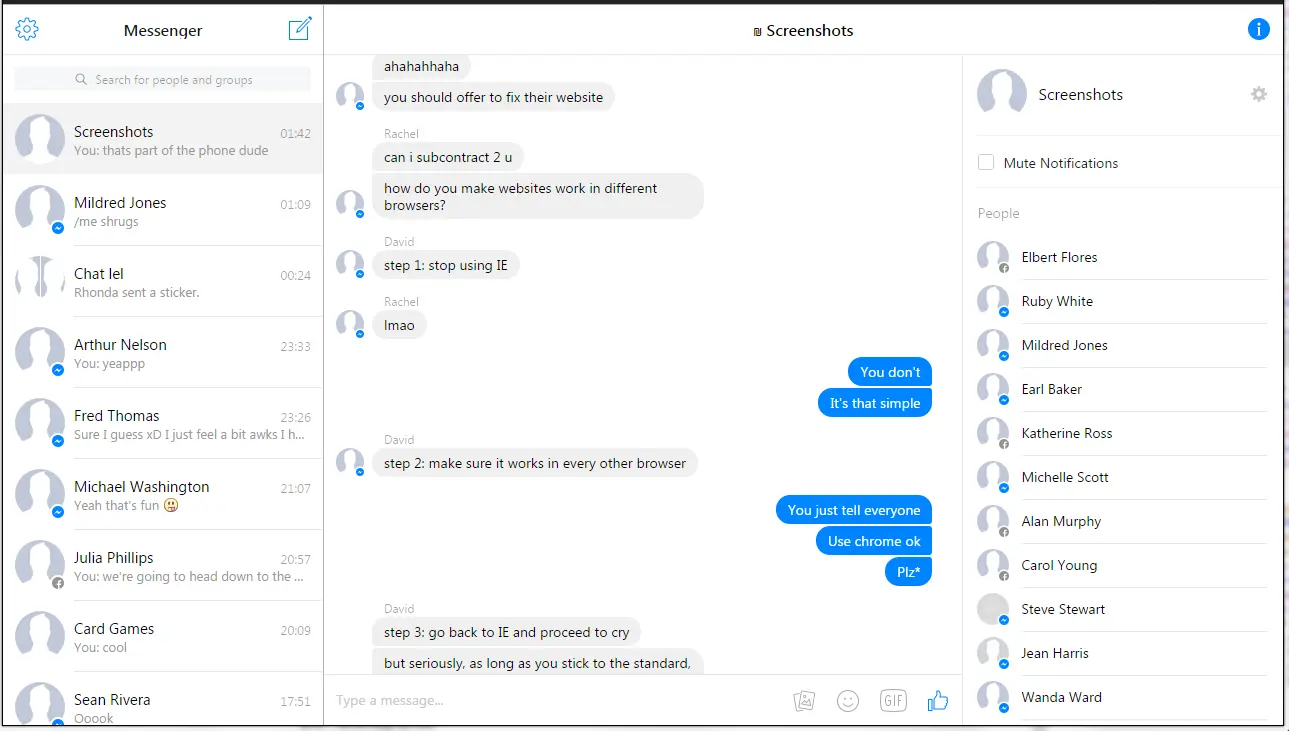 Messenger
Search for people and groups
Screenshots 01:42
You: thats part of the phone dude
Mildred Jones 01:09
/me shrugs
Chat lel 00:24
Rhonda sent a sticker.
Arthur Nelson 23:33
You: yeappp
Fred Thomas 23:26
Sure I guess xD I just feel a bit awks I h...
Michael Washington 21:07
Yeah that's fun 😛
Julia Phillips 20:57
You: we're going to head down to the ...
Card Games 20:09
You: cool
Sean Rivera 17:51
Ooook
₪ Screenshots
ahahahhaha
you should offer to fix their website
Rachel
can i subcontract 2 u
how do you make websites work in different
browsers?
David
step 1: stop using IE
Rachel
lmao
You don't
It's that simple
David
step 2: make sure it works in every other browser
You just tell everyone
Use chrome ok
Plz*
David
step 3: go back to IE and proceed to cry
but seriously, as long as you stick to the standard,
Type a message...
GIF
Screenshots
Mute Notifications
People
Elbert Flores
Ruby White
Mildred Jones
Earl Baker
Katherine Ross
Michelle Scott
Alan Murphy
Carol Young
Steve Stewart
Jean Harris
Wanda Ward